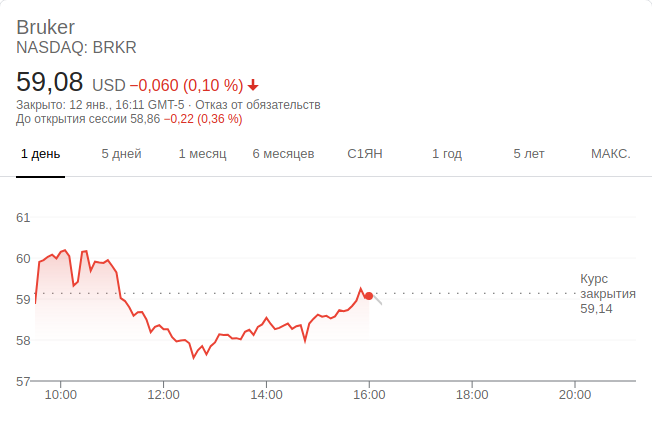 Bruker
NASDAQ: BRKR
59,08 USD −0,060 (0,10 %)
Закрыто: 12 янв., 16:11 GMT-5 · Отказ от обязательств
До открытия сессии 58,86 −0,22 (0,36 %)
1 день 5 дней 1 месяц 6 месяцев С1ЯН 1 год 5 лет МАКС.
61
60
59
58
57
Курс
закрытия
59,14
10:00 12:00 14:00 16:00 18:00 20:00